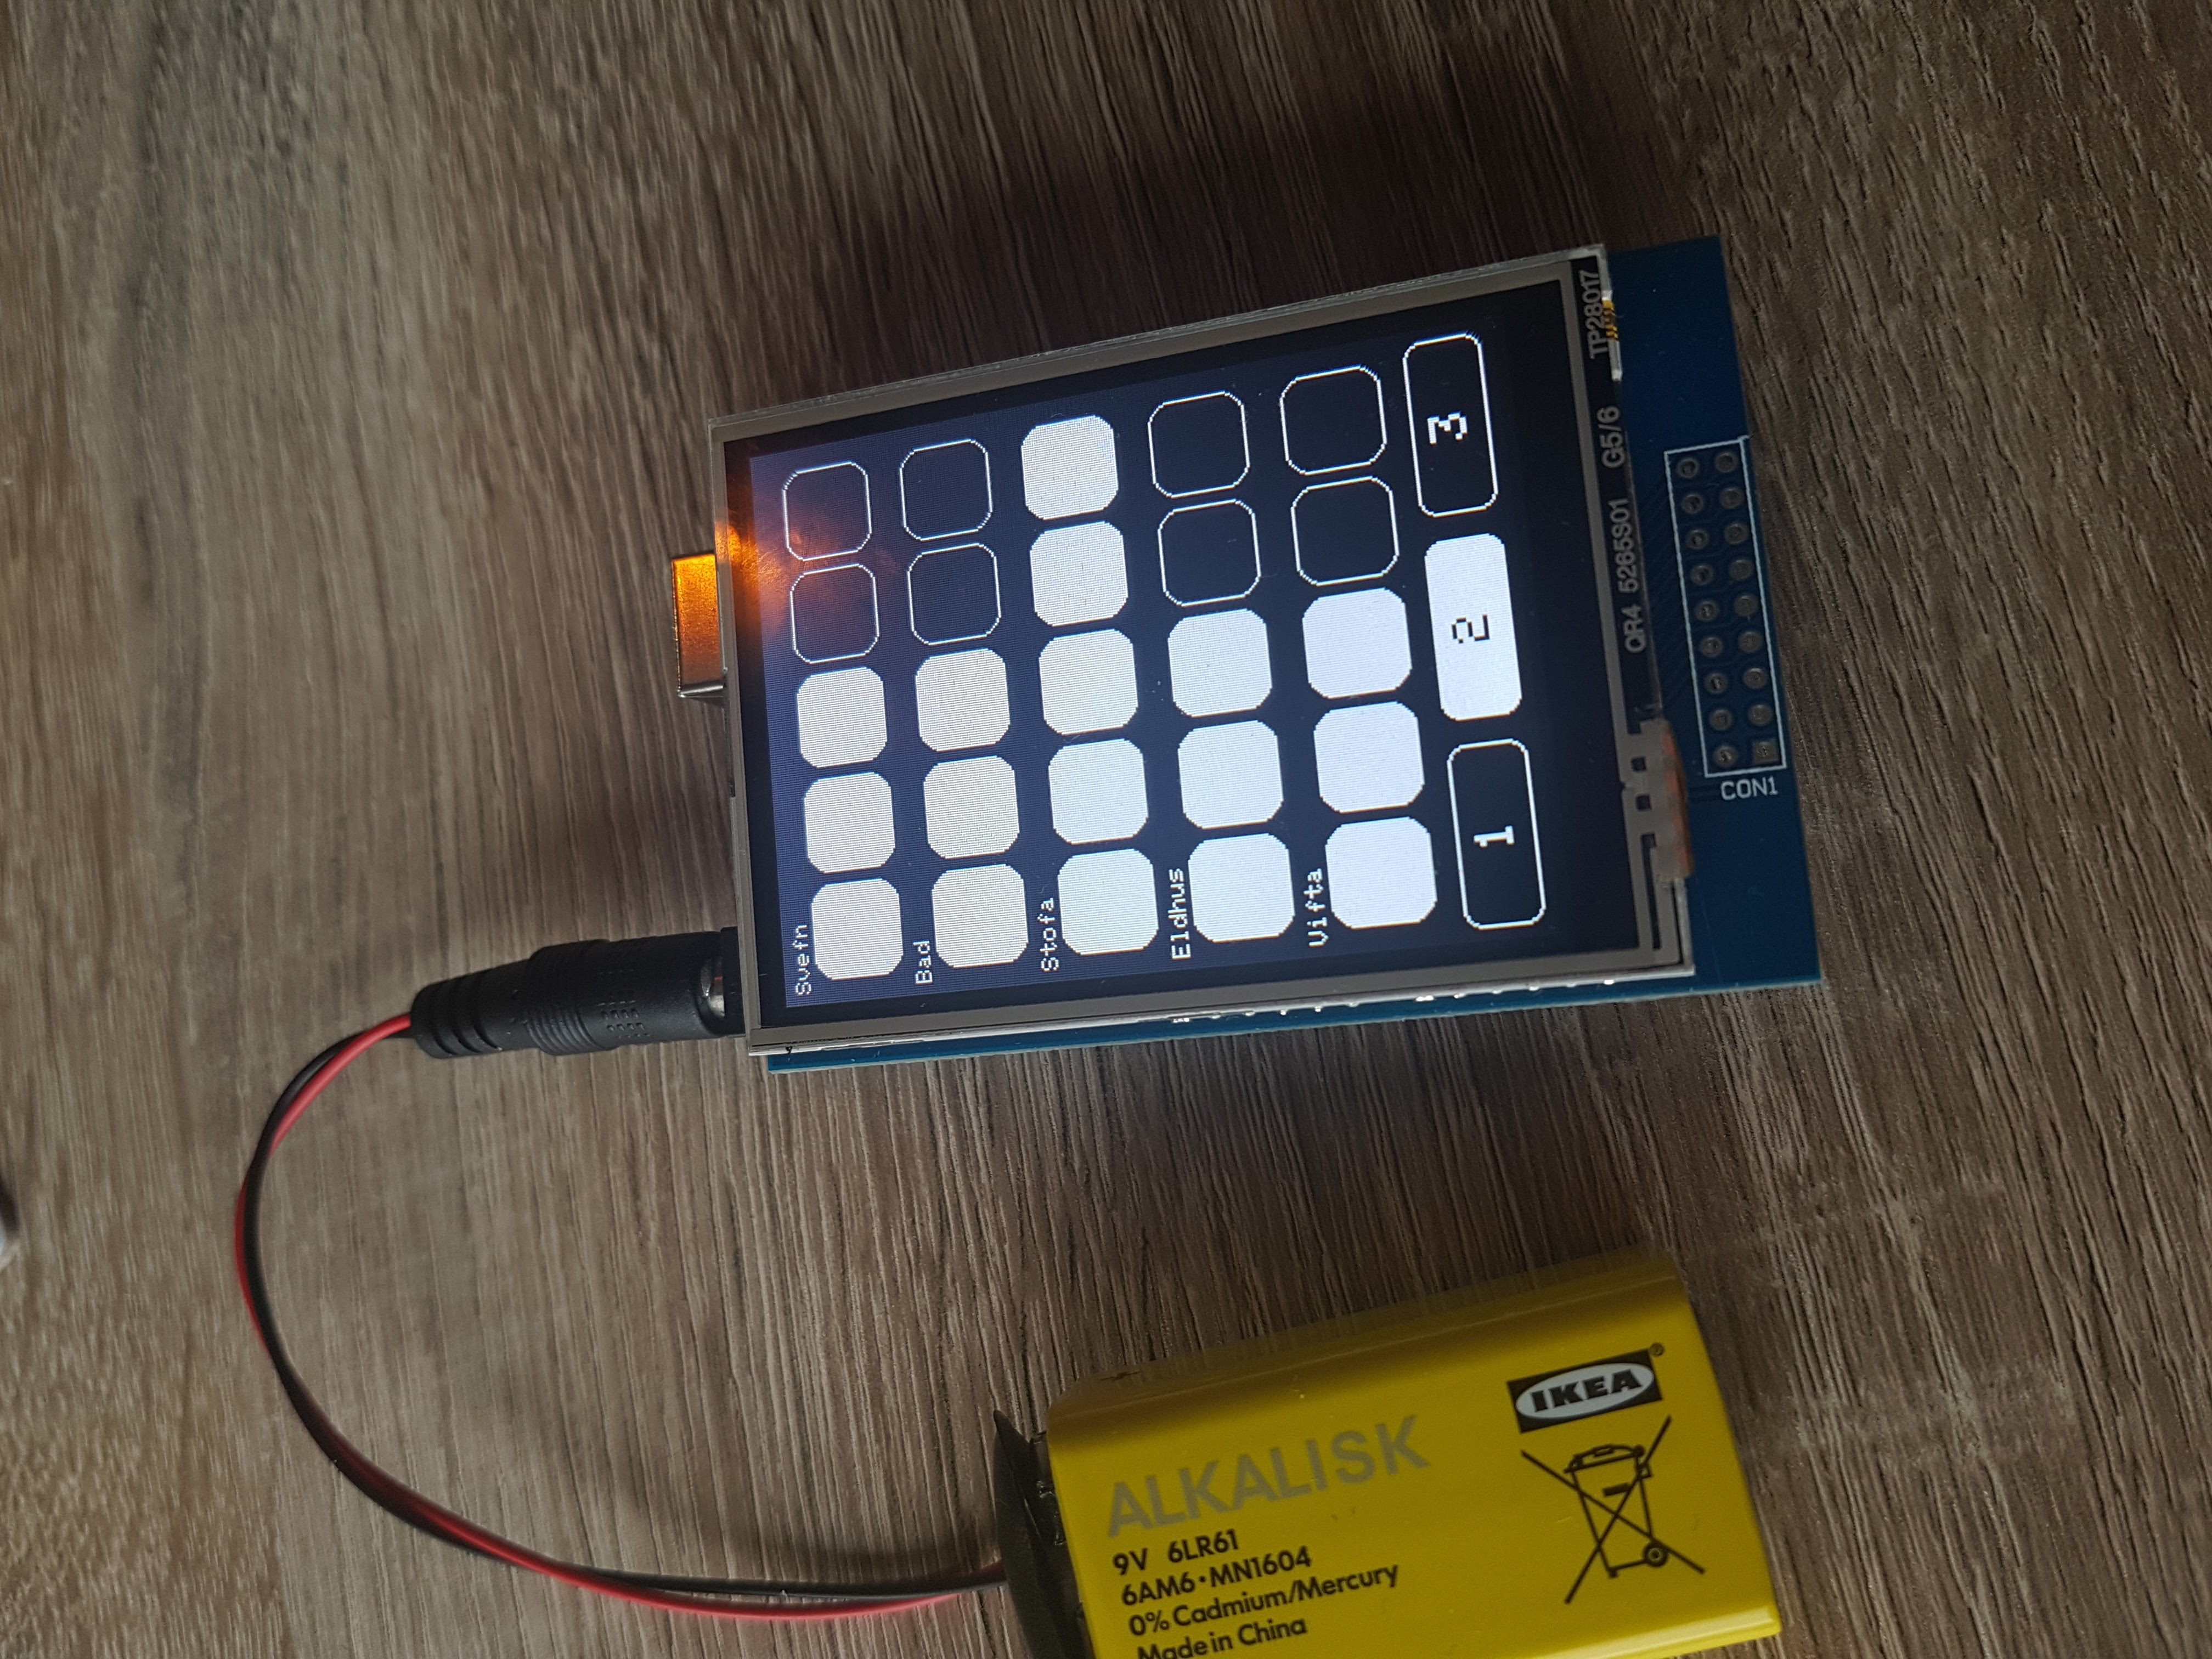 Svefn
Bad
Stofa
Eldhus
Vifta
1 2 3
QR4 5265S01 G5/6 TP28017
CON1
ALKALISK
9V 6LR61
6AM6•MN1604
0% Cadmium/Mercury
Made in China
IKEA®